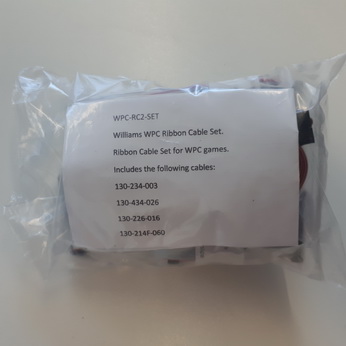 WPC-RC2-SET
Williams WPC Ribbon Cable Set.
Ribbon Cable Set for WPC games.
Includes the following cables:
130-234-003
130-434-026
130-226-016
130-214F-060